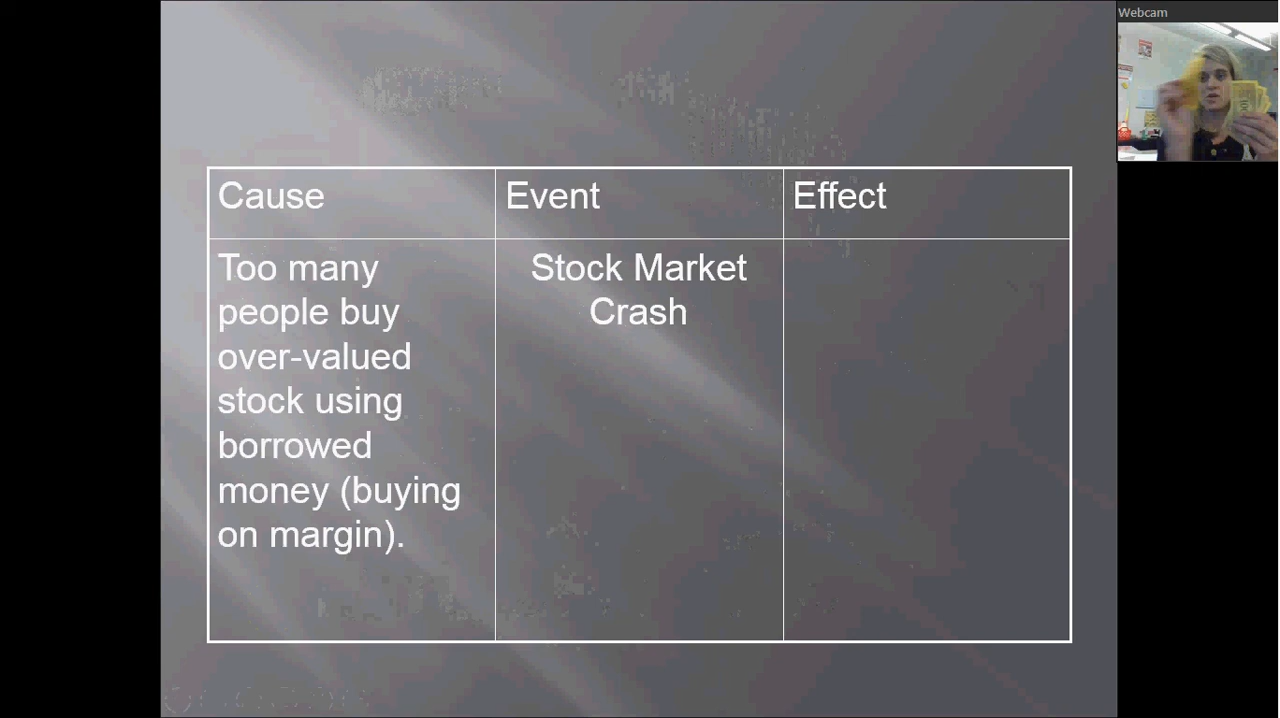 Webcam
Cause
Event
Effect
Too many
people buy
over-valued
stock using
borrowed
money (buying
on margin).
Stock Market
Crash
100